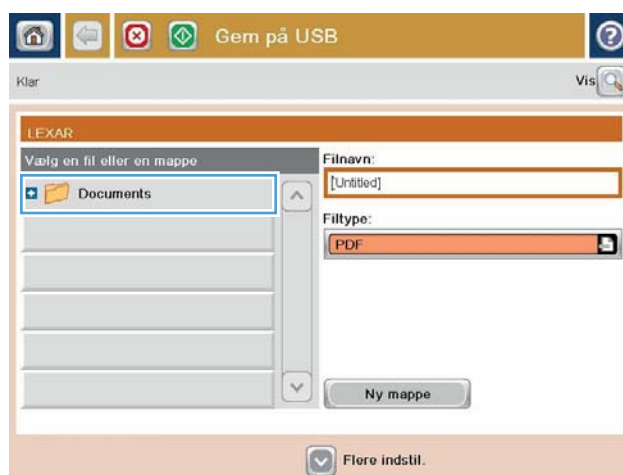 Gem på USB
Klar
Vis
LEXAR
Vælg en fil eller en mappe
Documents
Filnavn:
[Untitled]
Filtype:
PDF
Ny mappe
Flere indstil.